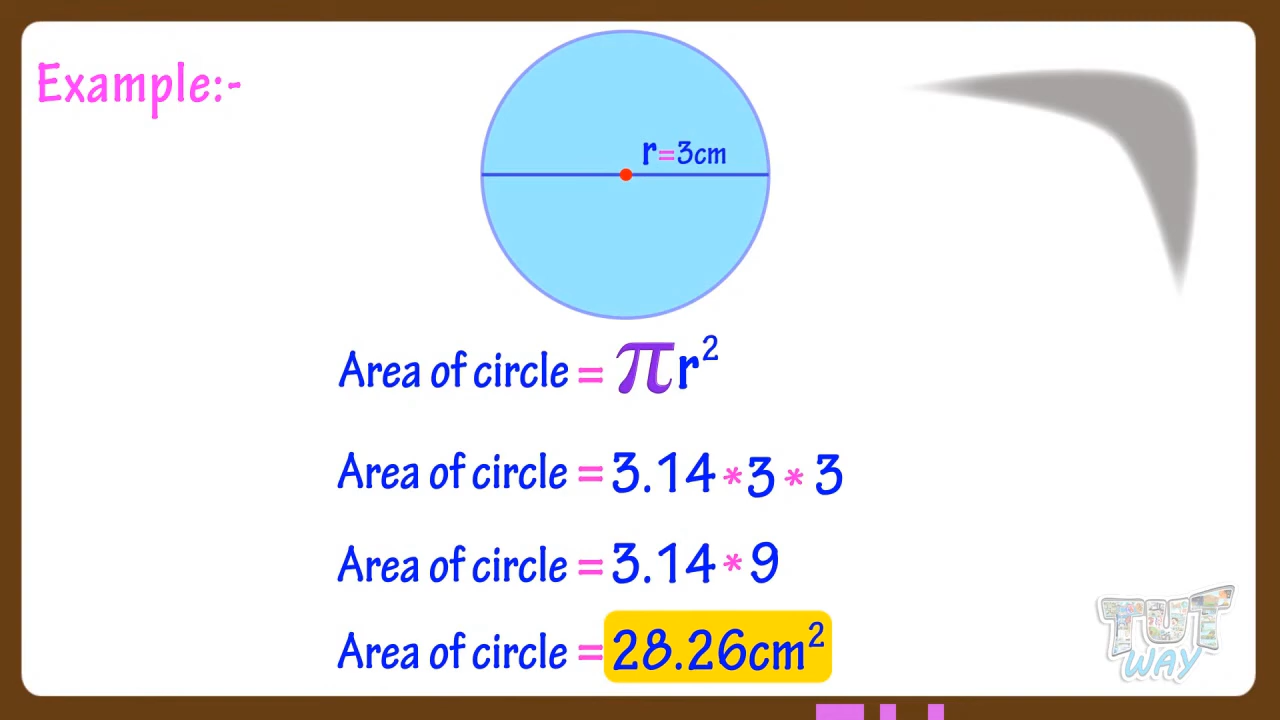 Example:-
r=3cm
Area of circle = πr²
Area of circle = 3.14 * 3 * 3
Area of circle = 3.14 * 9
Area of circle = 28.26cm²
TUT
WAY